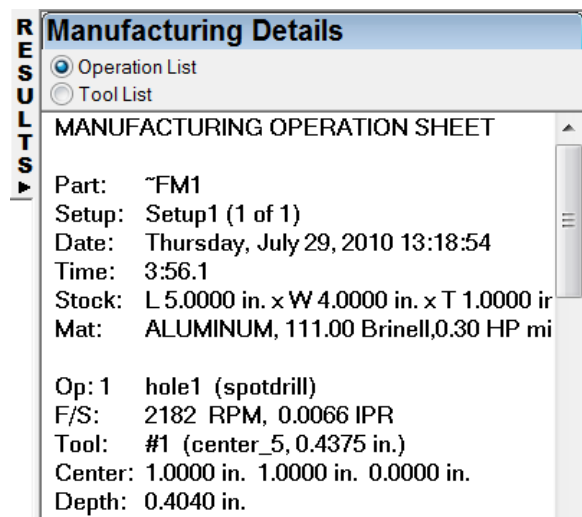 RESULTS
Manufacturing Details
Operation List
Tool List
MANUFACTURING OPERATION SHEET
Part: ~FM1
Setup: Setup1 (1 of 1)
Date: Thursday, July 29, 2010 13:18:54
Time: 3:56.1
Stock: L 5.0000 in. x W 4.0000 in. x T 1.0000 ir
Mat: ALUMINUM, 111.00 Brinell,0.30 HP mi
Op: 1 hole1 (spotdrill)
F/S: 2182 RPM, 0.0066 IPR
Tool: #1 (center_5, 0.4375 in.)
Center: 1.0000 in. 1.0000 in. 0.0000 in.
Depth: 0.4040 in.